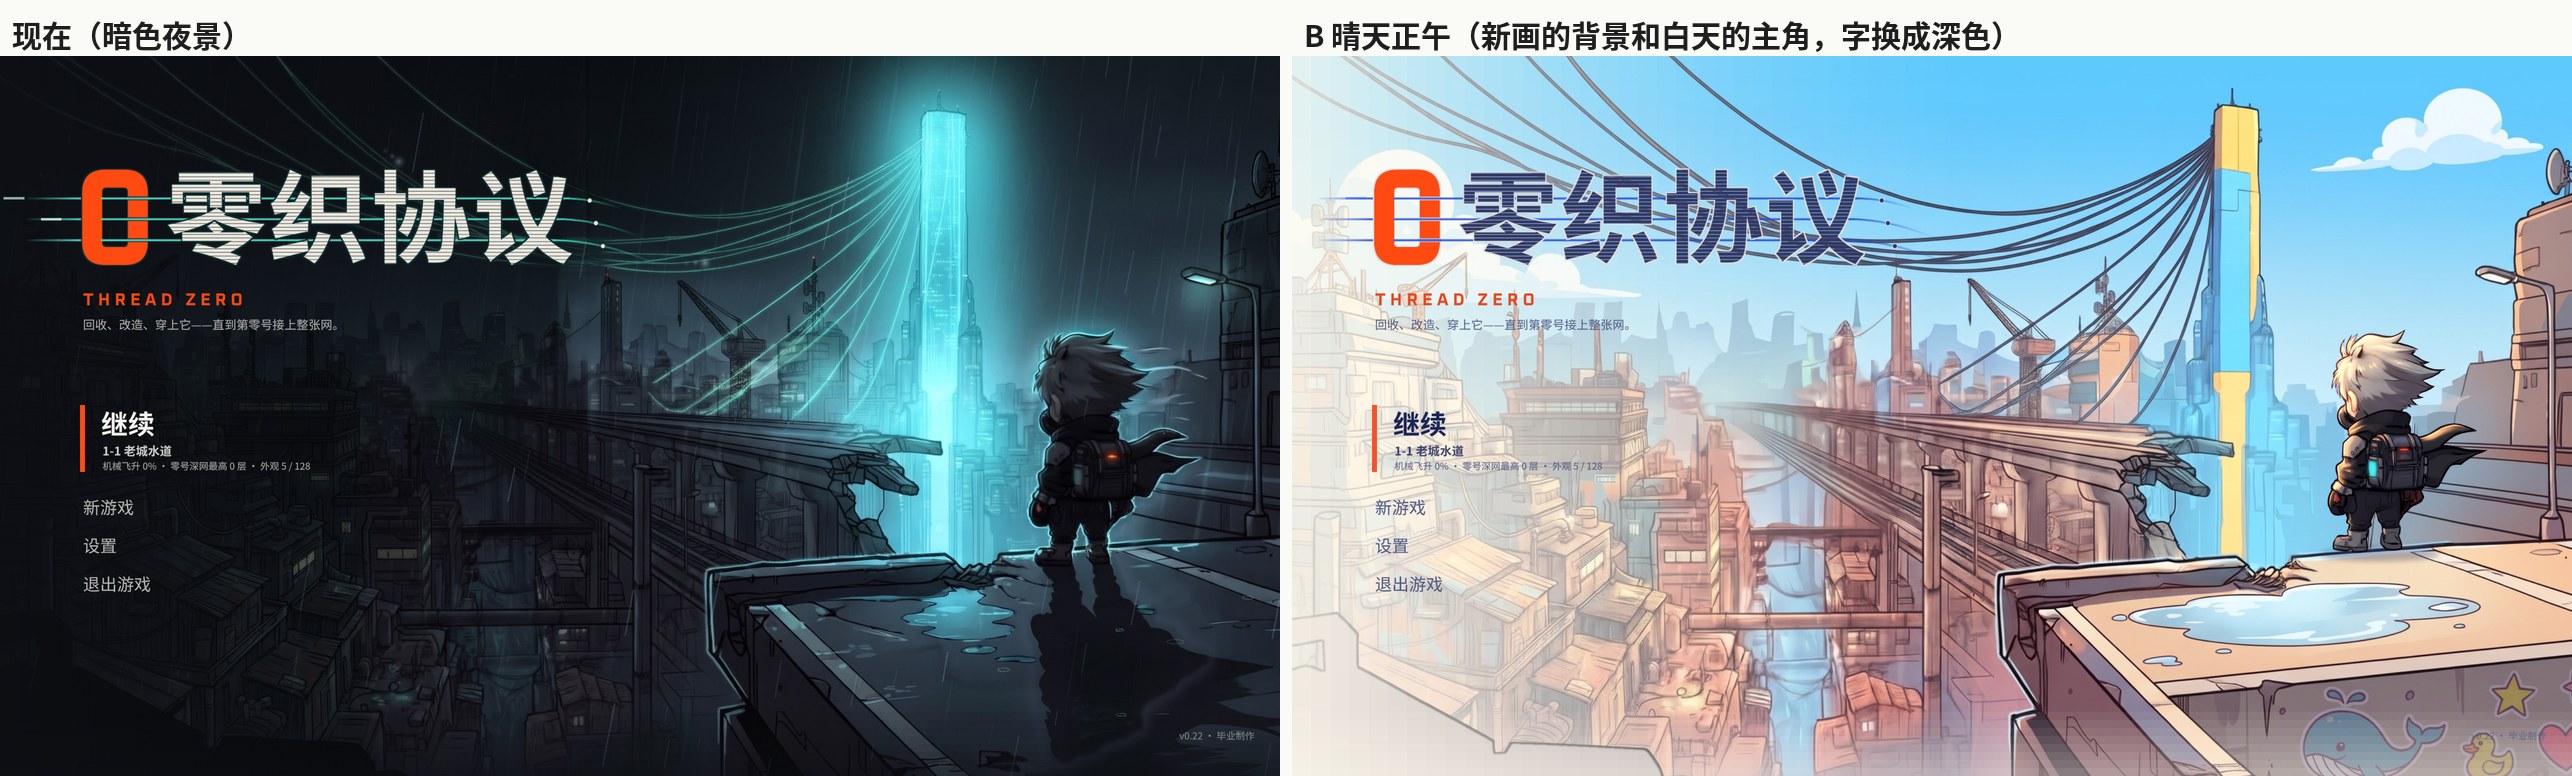 现在（暗色夜景）
0 零织协议
THREAD ZERO
回收、改造、穿上它——直到第零号接上整张网。
继续
1-1 老城水道
机械飞升 0% · 零号深网最高 0 层 · 外观 5 / 128
新游戏
设置
退出游戏
v0.22 · 毕业制作
B 晴天正午（新画的背景和白天的主角，字换成深色）
0 零织协议
THREAD ZERO
回收、改造、穿上它——直到第零号接上整张网。
继续
1-1 老城水道
机械飞升 0% · 零号深网最高 0 层 · 外观 5 / 128
新游戏
设置
退出游戏